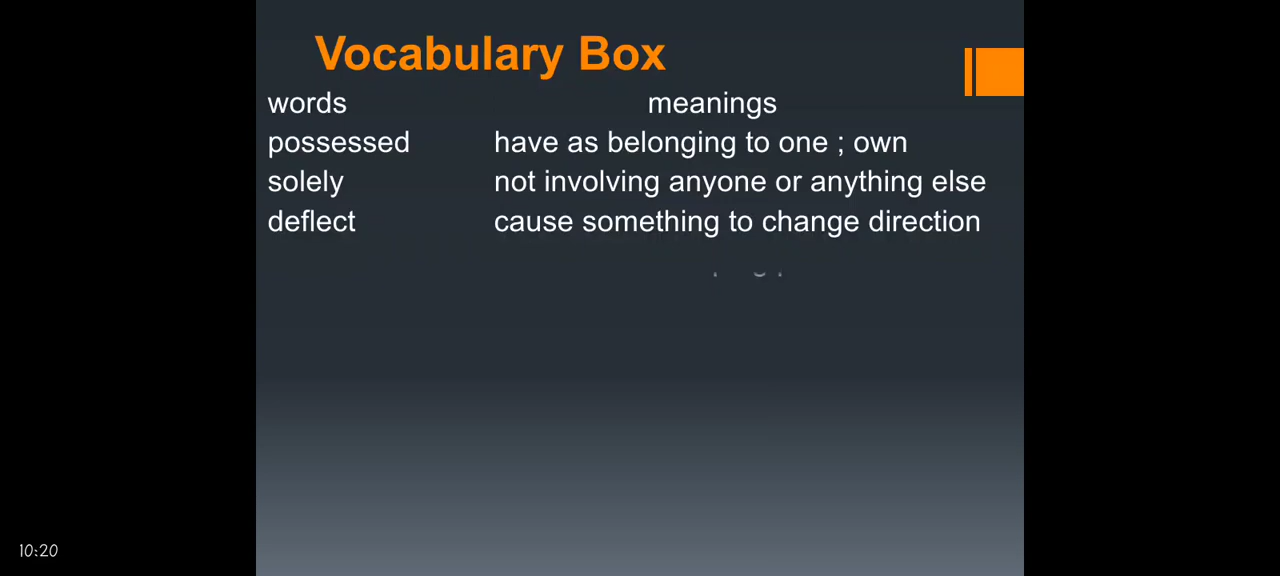 Vocabulary Box
words meanings
possessed have as belonging to one ; own
solely not involving anyone or anything else
deflect cause something to change direction
10:20